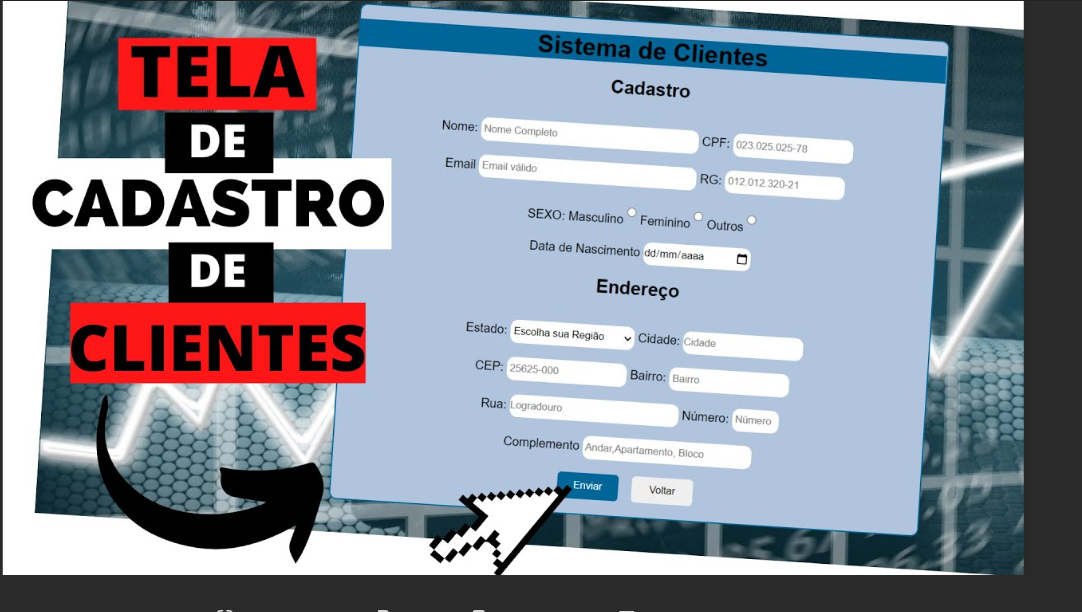 TELA
DE
CADASTRO
DE
CLIENTES
Sistema de Clientes
Cadastro
Nome: Nome Completo CPF: 023.025.025-78
Email Email válido RG: 012.012.320-21
SEXO: Masculino Feminino Outros
Data de Nascimento dd/mm/aaaa
Endereço
Estado: Escolha sua Região Cidade: Cidade
CEP: 25625-000 Bairro: Bairro
Rua: Logradouro Número: Número
Complemento Andar,Apartamento, Bloco
Enviar Voltar